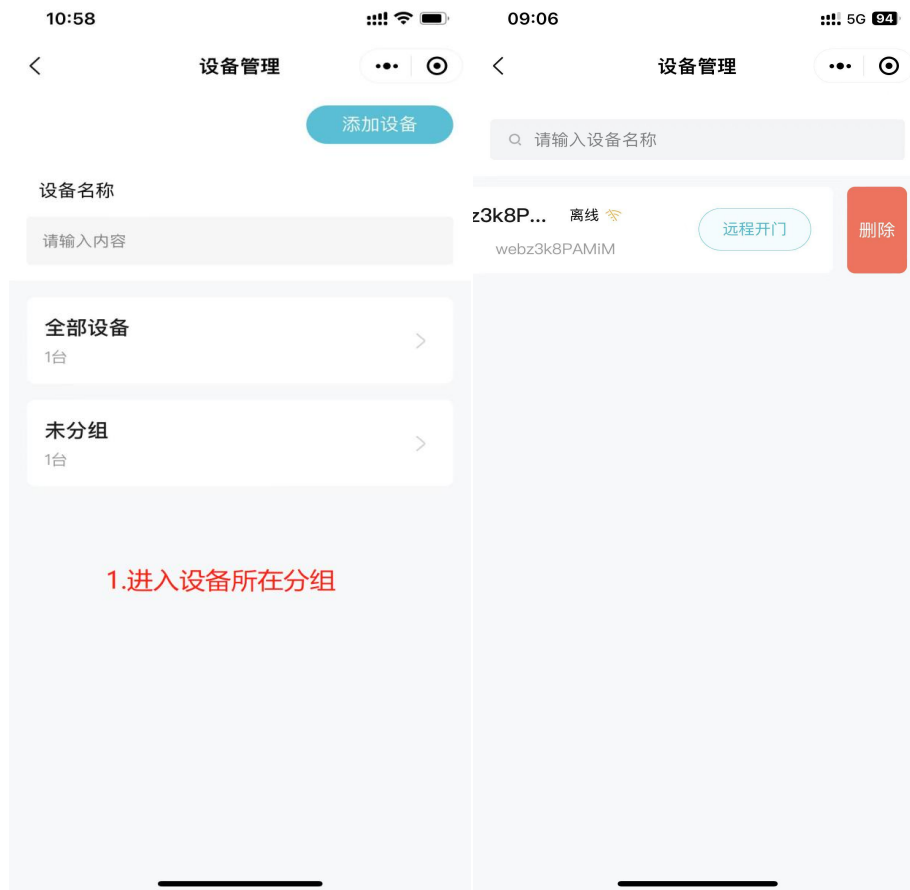 10:58
设备管理
添加设备
设备名称
请输入内容
全部设备
1台
未分组
1台
1.进入设备所在分组
09:06
5G 94
设备管理
请输入设备名称
z3k8P... 离线
远程开门
webz3k8PAMiM
删除